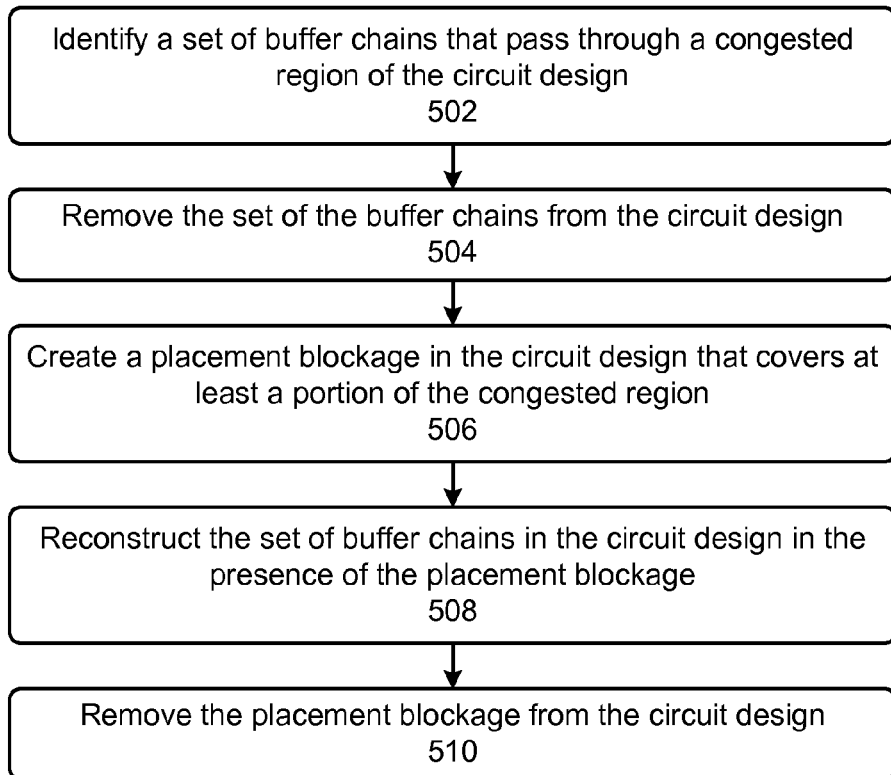 Identify a set of buffer chains that pass through a congested
region of the circuit design
502
Remove the set of the buffer chains from the circuit design
504
Create a placement blockage in the circuit design that covers at
least a portion of the congested region
506
Reconstruct the set of buffer chains in the circuit design in the
presence of the placement blockage
508
Remove the placement blockage from the circuit design
510